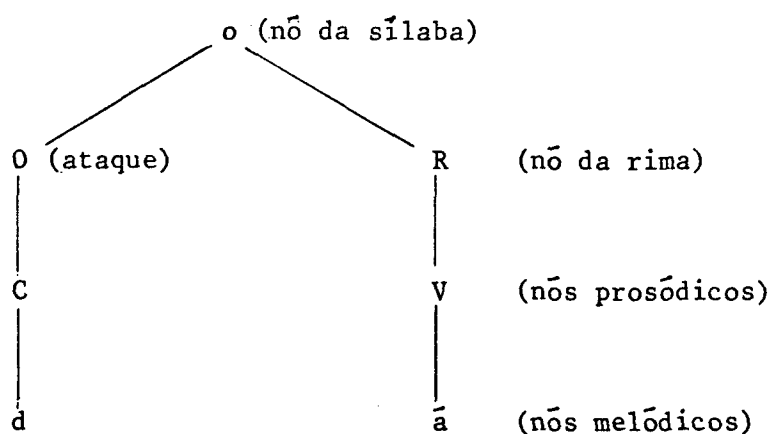 o (nó da sílaba)
O (ataque) R (nó da rima)
C V (nós prosódicos)
d á (nós melódicos)